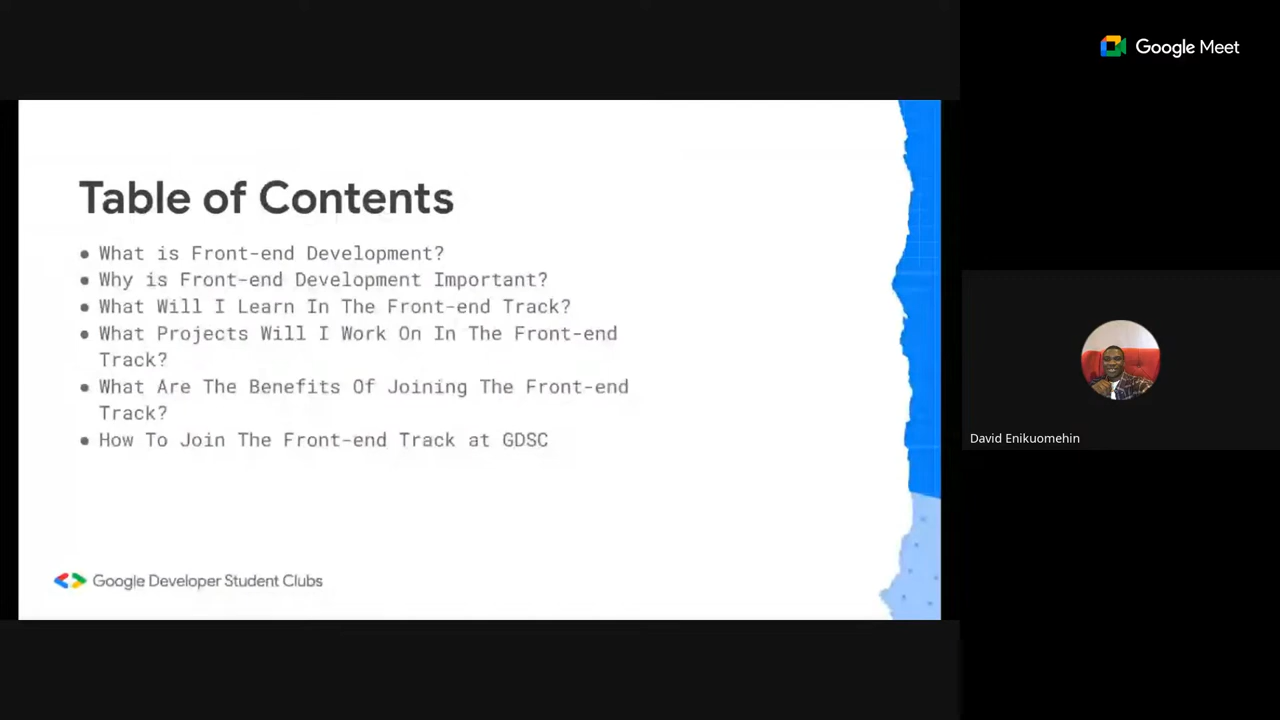 Google Meet
Table of Contents
● What is Front-end Development?
● Why is Front-end Development Important?
● What Will I Learn In The Front-end Track?
● What Projects Will I Work On In The Front-end
Track?
● What Are The Benefits Of Joining The Front-end
Track?
● How To Join The Front-end Track at GDSC
David Enikuomehin
Google Developer Student Clubs